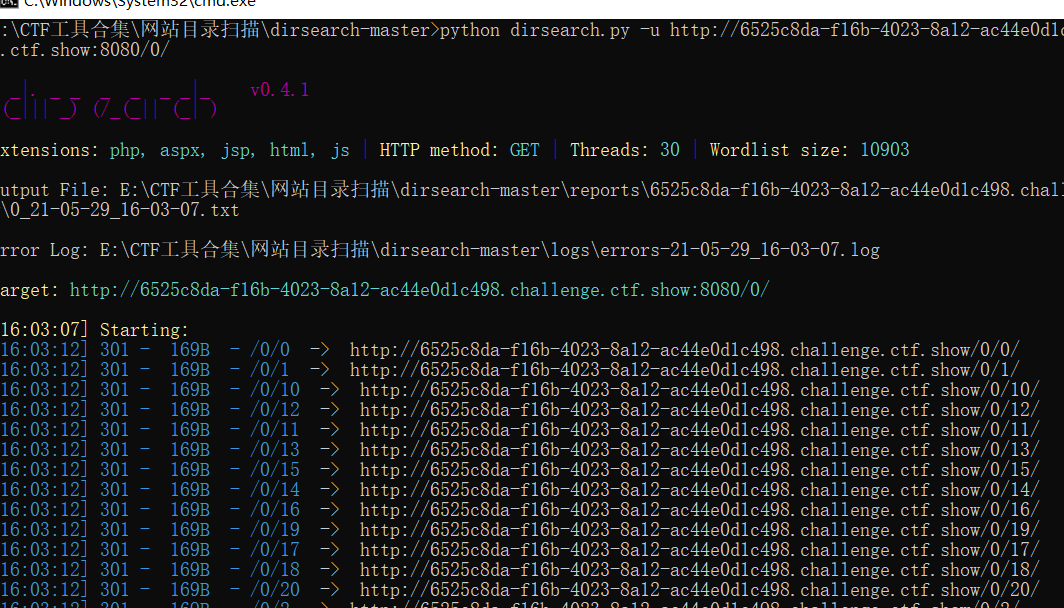 C:\Windows\System32\cmd.exe
:\CTF工具合集\网站目录扫描\dirsearch-master>python dirsearch.py -u http://6525c8da-f16b-4023-8a12-ac44e0d1c
.ctf.show:8080/0/
dirsearch v0.4.1
xtensions: php, aspx, jsp, html, js | HTTP method: GET | Threads: 30 | Wordlist size: 10903
utput File: E:\CTF工具合集\网站目录扫描\dirsearch-master\reports\6525c8da-f16b-4023-8a12-ac44e0d1c498.chal
\0_21-05-29_16-03-07.txt
rror Log: E:\CTF工具合集\网站目录扫描\dirsearch-master\logs\errors-21-05-29_16-03-07.log
arget: http://6525c8da-f16b-4023-8a12-ac44e0d1c498.challenge.ctf.show:8080/0/
16:03:07] Starting:
16:03:12] 301 - 169B - /0/0 -> http://6525c8da-f16b-4023-8a12-ac44e0d1c498.challenge.ctf.show/0/0/
16:03:12] 301 - 169B - /0/1 -> http://6525c8da-f16b-4023-8a12-ac44e0d1c498.challenge.ctf.show/0/1/
16:03:12] 301 - 169B - /0/10 -> http://6525c8da-f16b-4023-8a12-ac44e0d1c498.challenge.ctf.show/0/10/
16:03:12] 301 - 169B - /0/12 -> http://6525c8da-f16b-4023-8a12-ac44e0d1c498.challenge.ctf.show/0/12/
16:03:12] 301 - 169B - /0/11 -> http://6525c8da-f16b-4023-8a12-ac44e0d1c498.challenge.ctf.show/0/11/
16:03:12] 301 - 169B - /0/13 -> http://6525c8da-f16b-4023-8a12-ac44e0d1c498.challenge.ctf.show/0/13/
16:03:12] 301 - 169B - /0/15 -> http://6525c8da-f16b-4023-8a12-ac44e0d1c498.challenge.ctf.show/0/15/
16:03:12] 301 - 169B - /0/14 -> http://6525c8da-f16b-4023-8a12-ac44e0d1c498.challenge.ctf.show/0/14/
16:03:12] 301 - 169B - /0/16 -> http://6525c8da-f16b-4023-8a12-ac44e0d1c498.challenge.ctf.show/0/16/
16:03:12] 301 - 169B - /0/19 -> http://6525c8da-f16b-4023-8a12-ac44e0d1c498.challenge.ctf.show/0/19/
16:03:12] 301 - 169B - /0/17 -> http://6525c8da-f16b-4023-8a12-ac44e0d1c498.challenge.ctf.show/0/17/
16:03:12] 301 - 169B - /0/18 -> http://6525c8da-f16b-4023-8a12-ac44e0d1c498.challenge.ctf.show/0/18/
16:03:12] 301 - 169B - /0/20 -> http://6525c8da-f16b-4023-8a12-ac44e0d1c498.challenge.ctf.show/0/20/